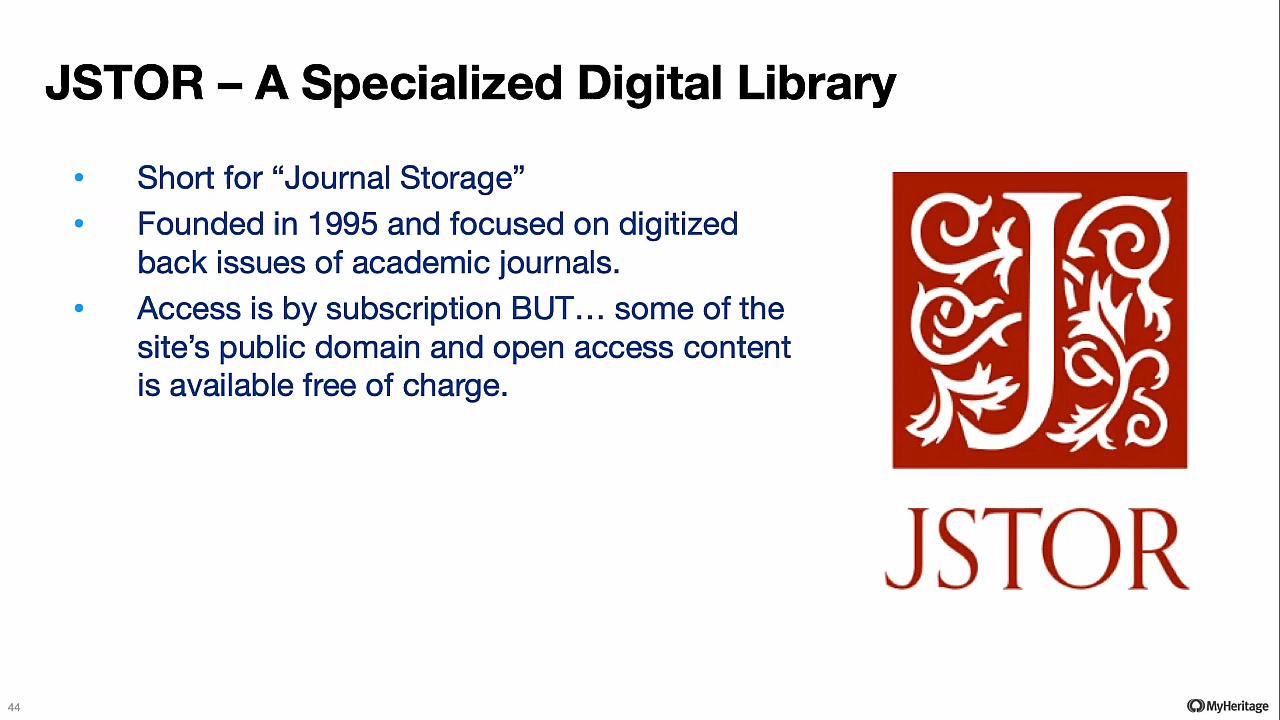 JSTOR – A Specialized Digital Library
• Short for “Journal Storage”
• Founded in 1995 and focused on digitized
back issues of academic journals.
• Access is by subscription BUT… some of the
site’s public domain and open access content
is available free of charge.
J
JSTOR
44
MyHeritage